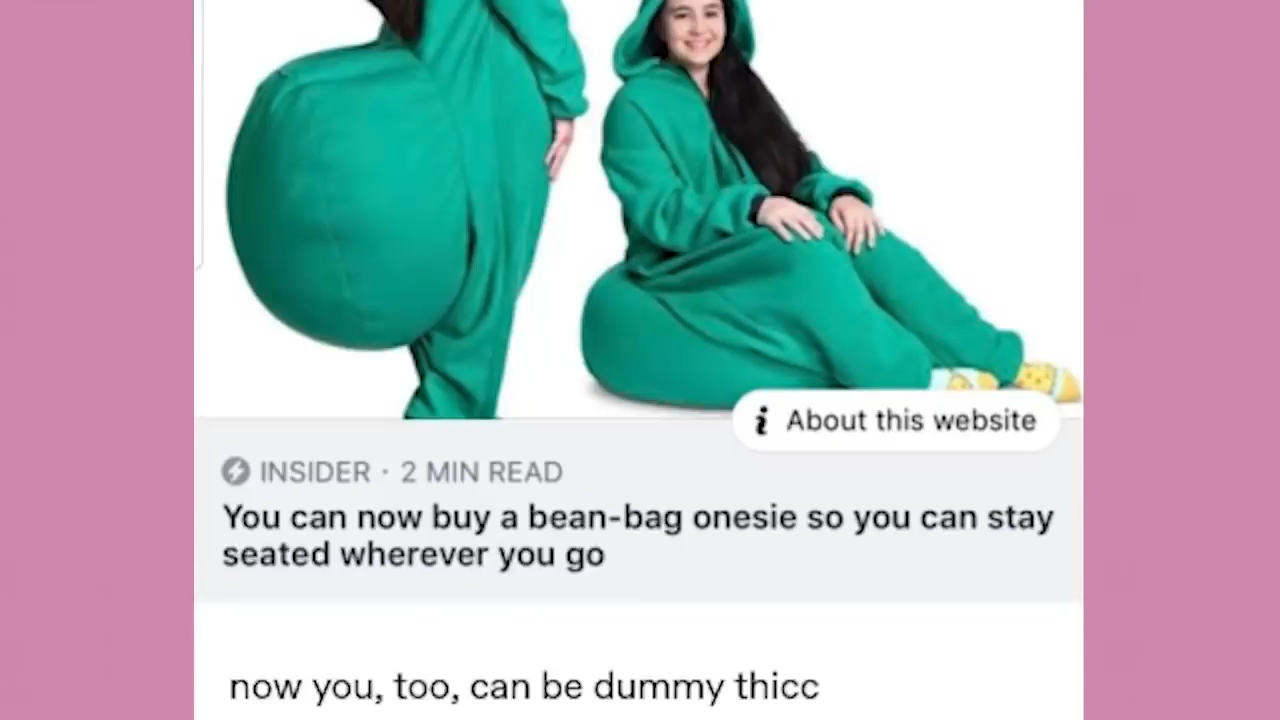 About this website
INSIDER · 2 MIN READ
You can now buy a bean-bag onesie so you can stay
seated wherever you go
now you, too, can be dummy thicc